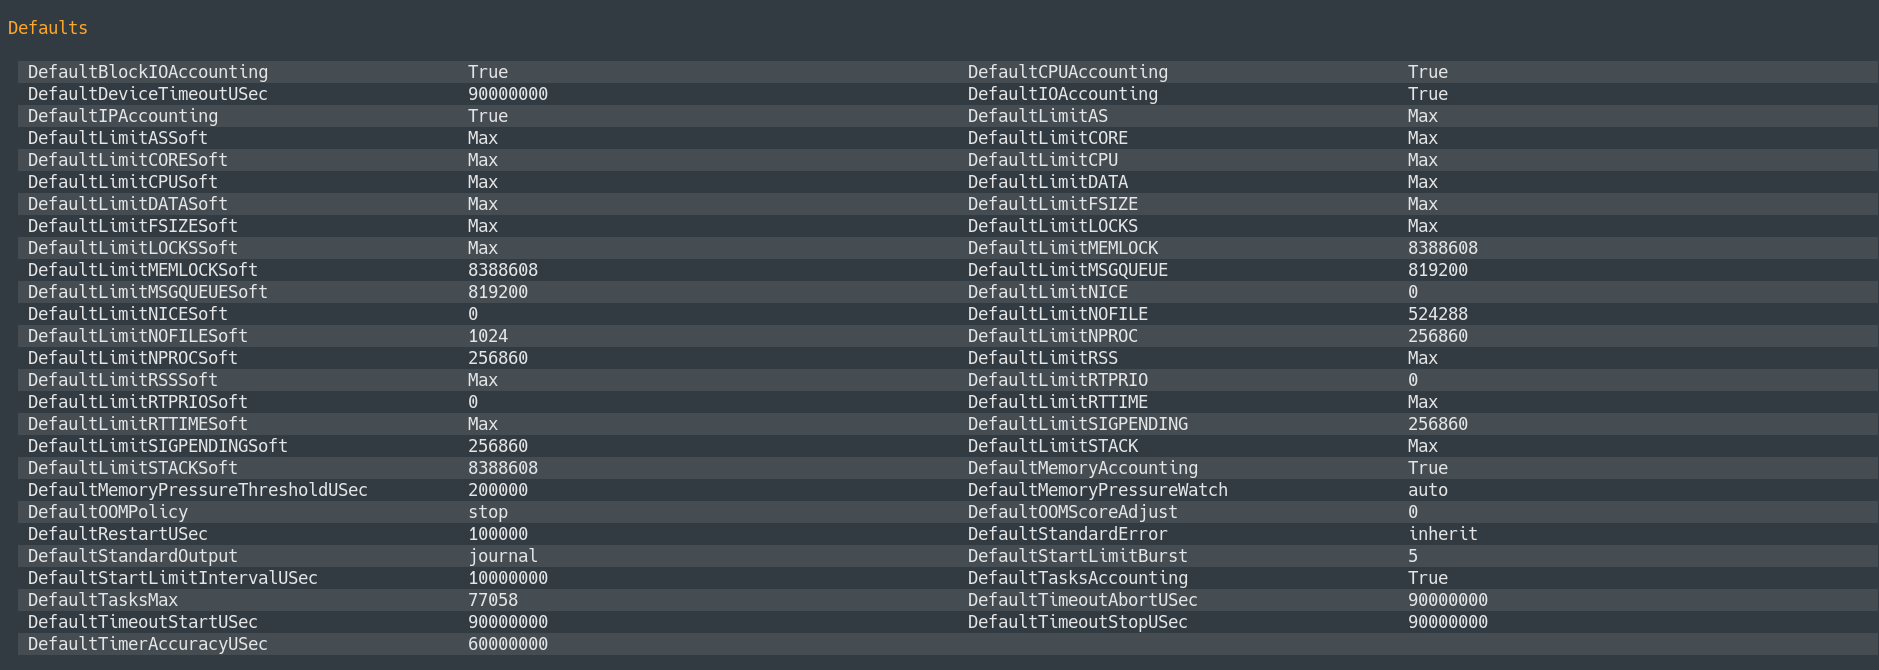 Defaults
DefaultBlockIOAccounting True DefaultCPUAccounting True
DefaultDeviceTimeoutUSec 90000000 DefaultIOAccounting True
DefaultIPAccounting True DefaultLimitAS Max
DefaultLimitASSoft Max DefaultLimitCORE Max
DefaultLimitCORESoft Max DefaultLimitCPU Max
DefaultLimitCPUSoft Max DefaultLimitDATA Max
DefaultLimitDATASoft Max DefaultLimitFSIZE Max
DefaultLimitFSIZESoft Max DefaultLimitLOCKS Max
DefaultLimitLOCKSSoft Max DefaultLimitMEMLOCK 8388608
DefaultLimitMEMLOCKSoft 8388608 DefaultLimitMSGQUEUE 819200
DefaultLimitMSGQUEUESoft 819200 DefaultLimitNICE 0
DefaultLimitNICESoft 0 DefaultLimitNOFILE 524288
DefaultLimitNOFILESoft 1024 DefaultLimitNPROC 256860
DefaultLimitNPROCSoft 256860 DefaultLimitRSS Max
DefaultLimitRSSSoft Max DefaultLimitRTPRIO 0
DefaultLimitRTPRIOSoft 0 DefaultLimitRTTIME Max
DefaultLimitRTTIMESoft Max DefaultLimitSIGPENDING 256860
DefaultLimitSIGPENDINGSoft 256860 DefaultLimitSTACK Max
DefaultLimitSTACKSoft 8388608 DefaultMemoryAccounting True
DefaultMemoryPressureThresholdUSec 200000 DefaultMemoryPressureWatch auto
DefaultOOMPolicy stop DefaultOOMScoreAdjust 0
DefaultRestartUSec 100000 DefaultStandardError inherit
DefaultStandardOutput journal DefaultStartLimitBurst 5
DefaultStartLimitIntervalUSec 10000000 DefaultTasksAccounting True
DefaultTasksMax 77058 DefaultTimeoutAbortUSec 90000000
DefaultTimeoutStartUSec 90000000 DefaultTimeoutStopUSec 90000000
DefaultTimerAccuracyUSec 60000000